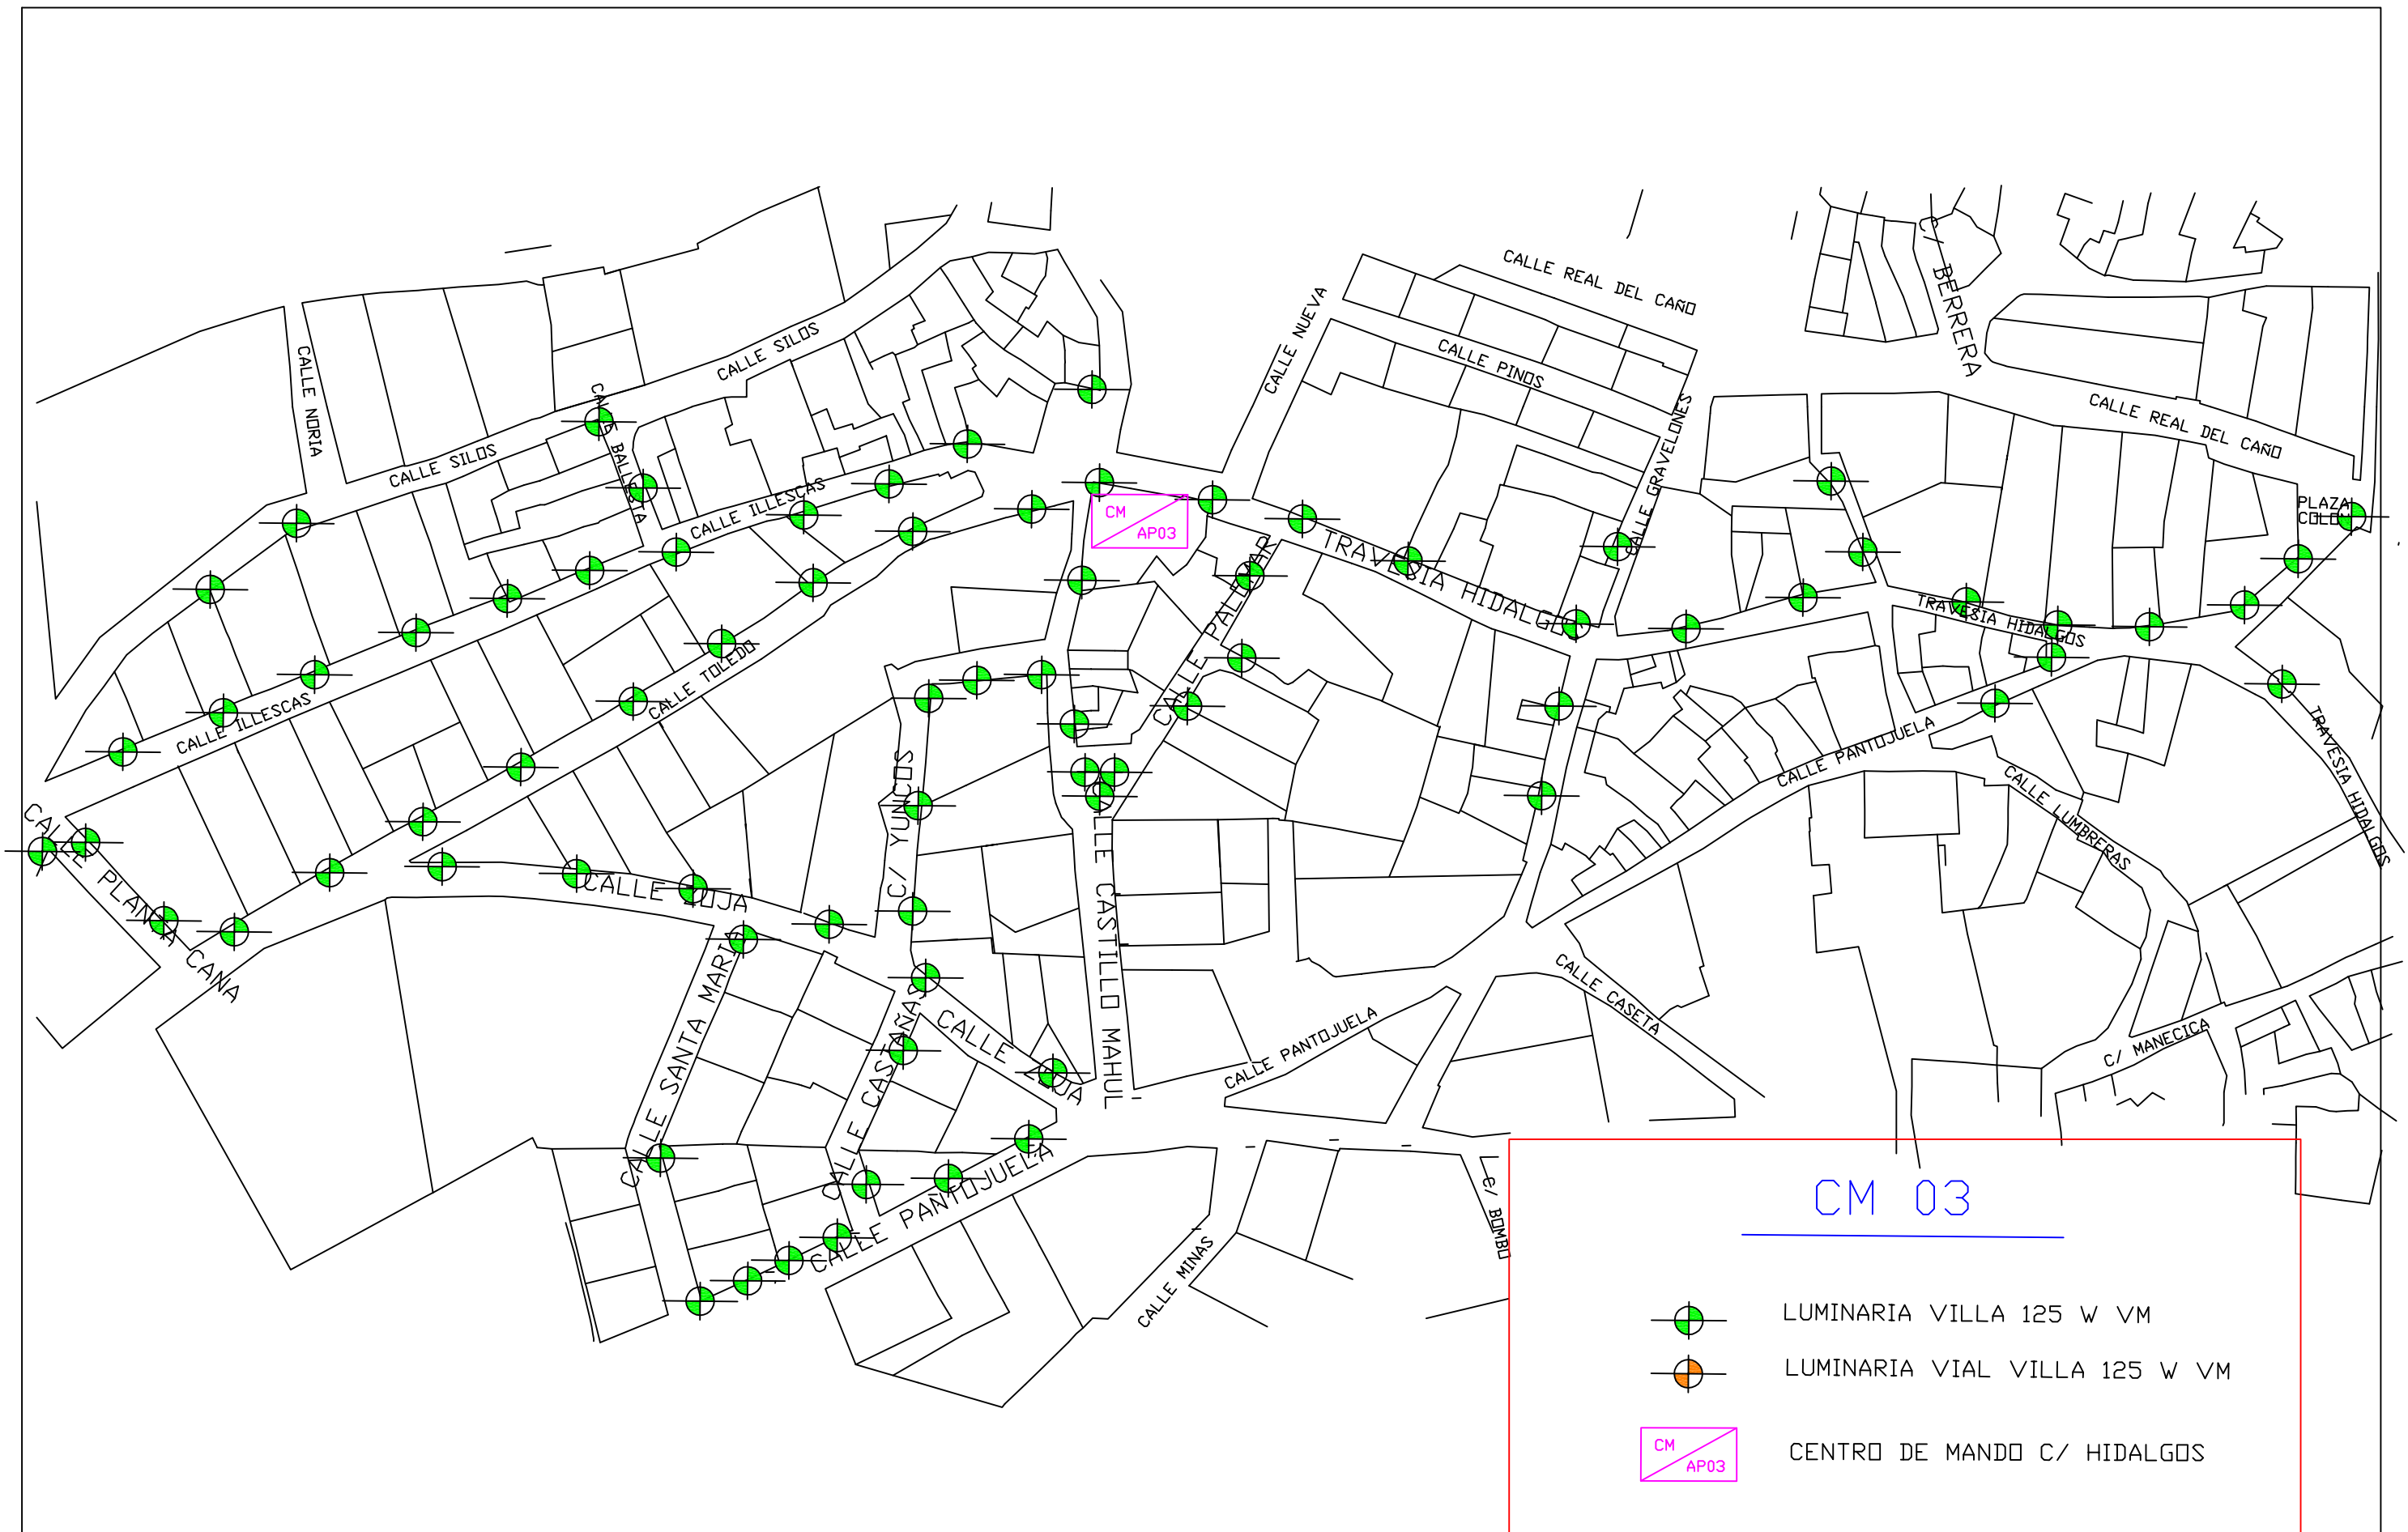 C/ BERRERA
CALLE REAL DEL CAÑO
CALLE NUEVA
CALLE SILOS
CALLE NORIA
CALLE PINOS
CALLE BALLESTA
CALLE GRAVELONES
CALLE REAL DEL CAÑO
CALLE SILOS
CALLE ILLESCAS
CM
AP03
PLAZA
TRAVESIA HIDALGOS
CALLE PALOMAR
TRAVESIA HIDALGOS
CALLE TOLEDO
CALLE ILLESCAS
TRAVESIA HIDALGOS
CALLE PANTOJUELA
C/ YUNCOS
CALLE LUMBRERAS
CALLE PLANA
CANA
CALLE CASTILLO MAHUL
CALLE LOJA
CALLE SANTA MARIA
CALLE CASTAÑAS
CALLE LOJA
CALLE CASETA
CALLE PANTOJUELA
C/ MANECICA
CALLE PANTOJUELA
CALLE MINAS
C/ BOMBO
CM 03
LUMINARIA VILLA 125 W VM
LUMINARIA VIAL VILLA 125 W VM
CM
AP03
CENTRO DE MANDO C/ HIDALGOS